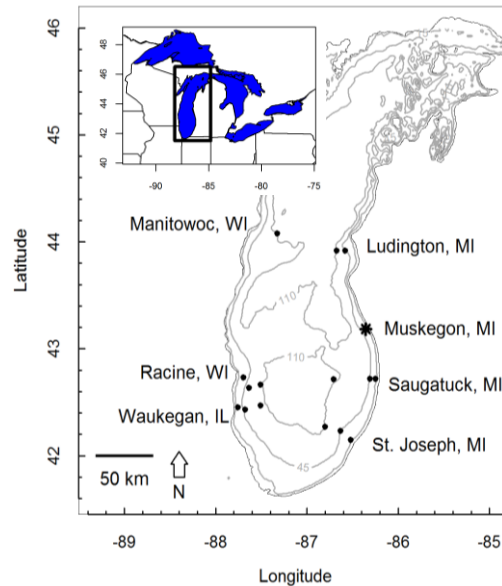 46
45
44
43
42
Latitude
48
46
44
42
40
-90
-85
-80
-75
Manitowoc, WI
Ludington, MI
110
Muskegon, MI
110
Racine, WI
Saugatuck, MI
Waukegan, IL
St. Joseph, MI
45
50 km
N
-89
-88
-87
-86
-85
Longitude